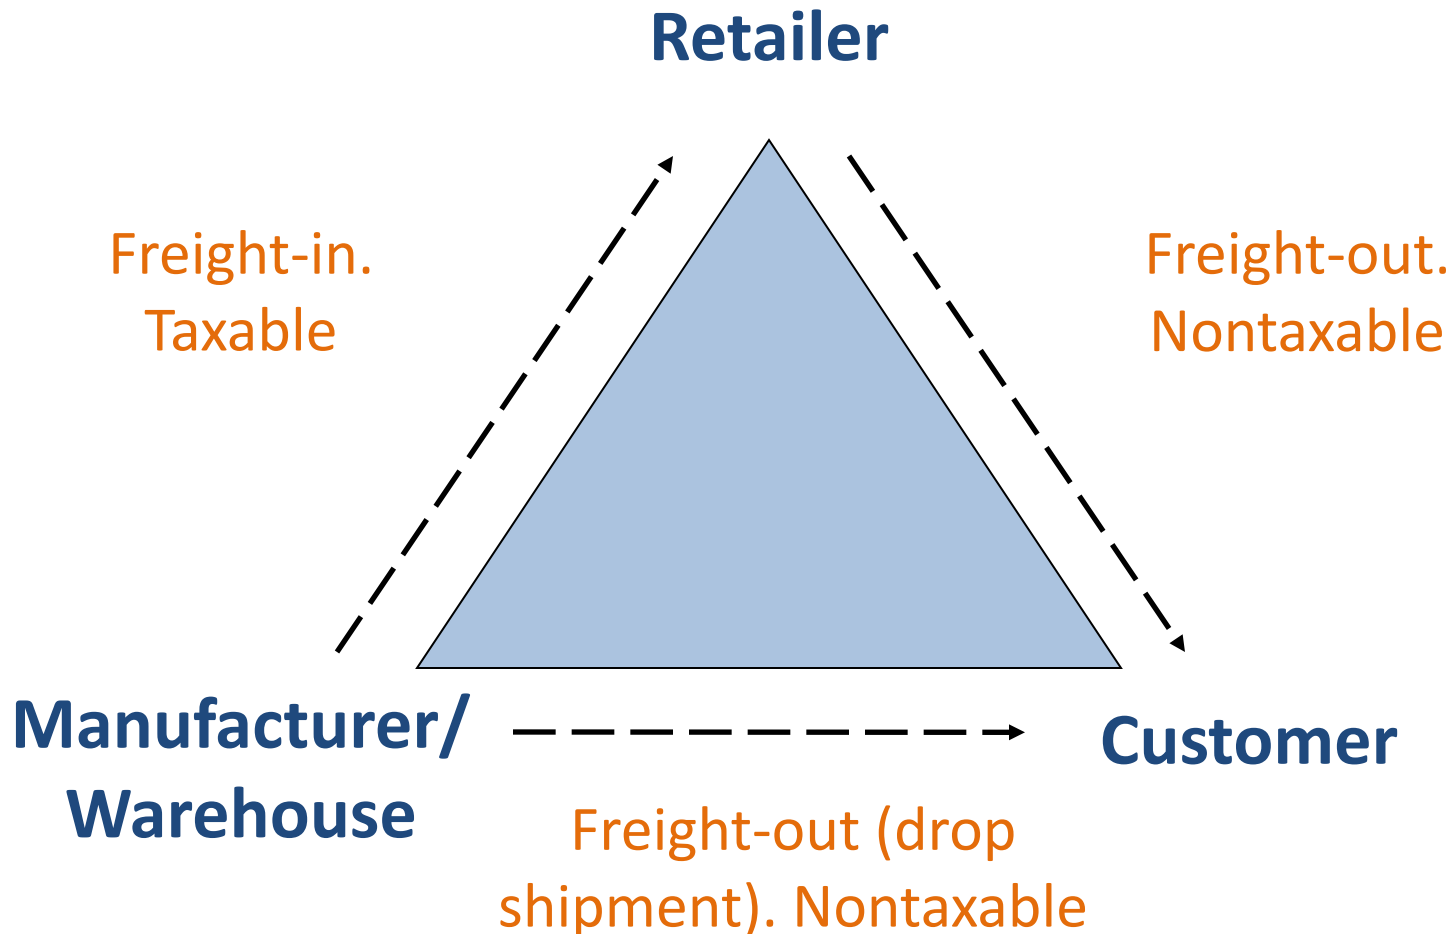 Retailer
Freight-in.
Taxable
Freight-out.
Nontaxable
Manufacturer/
Warehouse
Customer
Freight-out (drop
shipment). Nontaxable